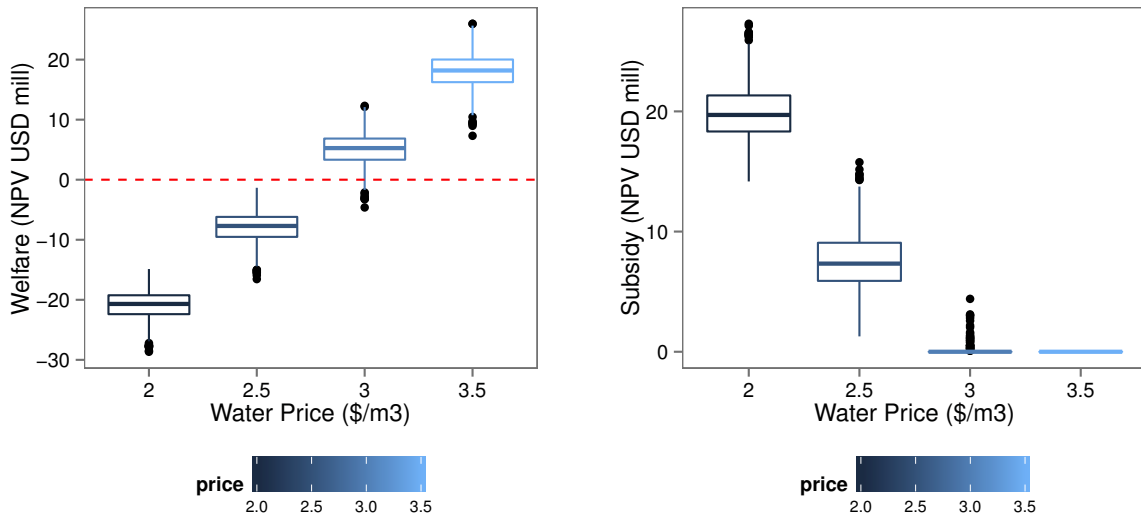 Welfare (NPV USD mill)
20
10
0
−10
−20
−30
2 2.5 3 3.5
Water Price ($/m3)
price
2.0 2.5 3.0 3.5
Subsidy (NPV USD mill)
20
10
0
2 2.5 3 3.5
Water Price ($/m3)
price
2.0 2.5 3.0 3.5